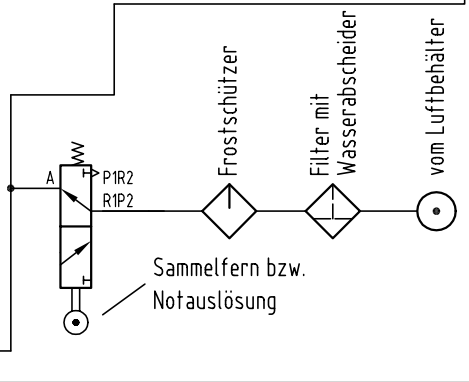 Frostschützer
Filter mit
Wasserabscheider
vom Luftbehälter
A
P1R2
R1P2
Sammelfern bzw.
Notauslösung